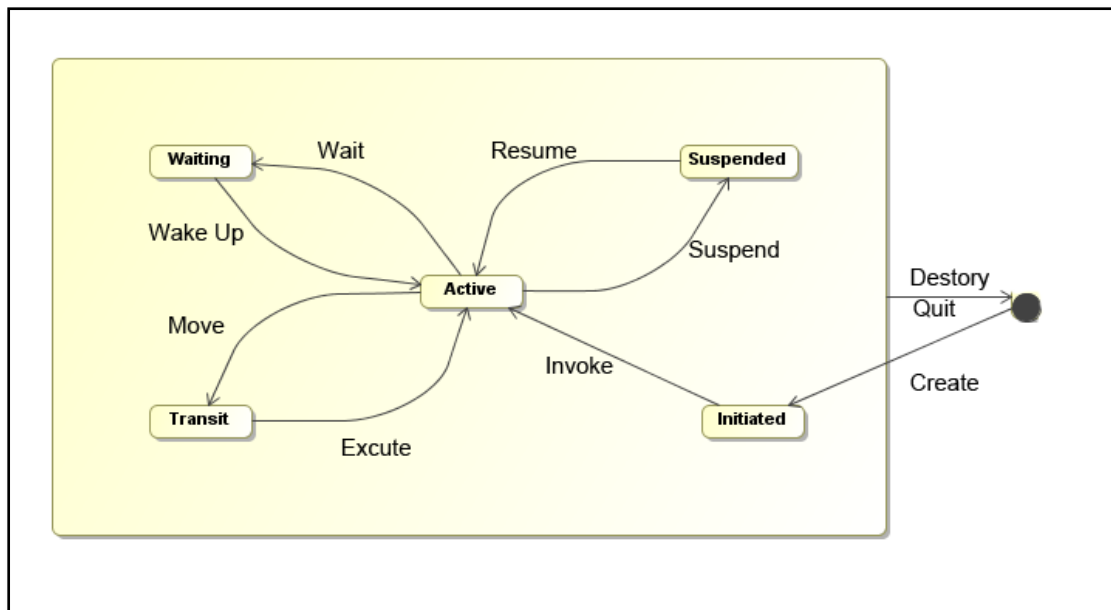 Waiting
Wait
Resume
Suspended
Wake Up
Suspend
Active
Destory
Quit
Move
Invoke
Create
Transit
Initiated
Excute